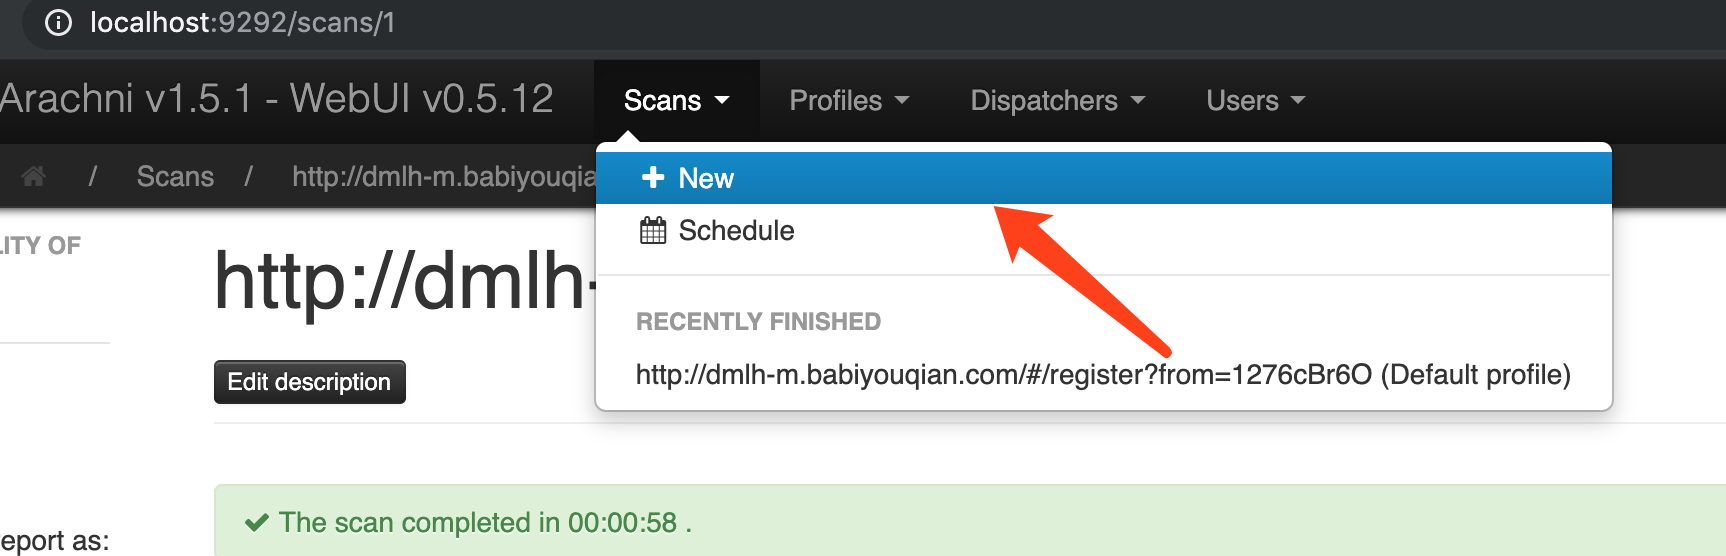 localhost:9292/scans/1
Arachni v1.5.1 - WebUI v0.5.12
Scans
Profiles
Dispatchers
Users
/ Scans / http://dmlh-m.babiyouqia
New
Schedule
RECENTLY FINISHED
http://dmlh-m.babiyouqian.com/#/register?from=1276cBr6O (Default profile)
LITY OF
http://dmlh-
Edit description
The scan completed in 00:00:58 .
eport as: